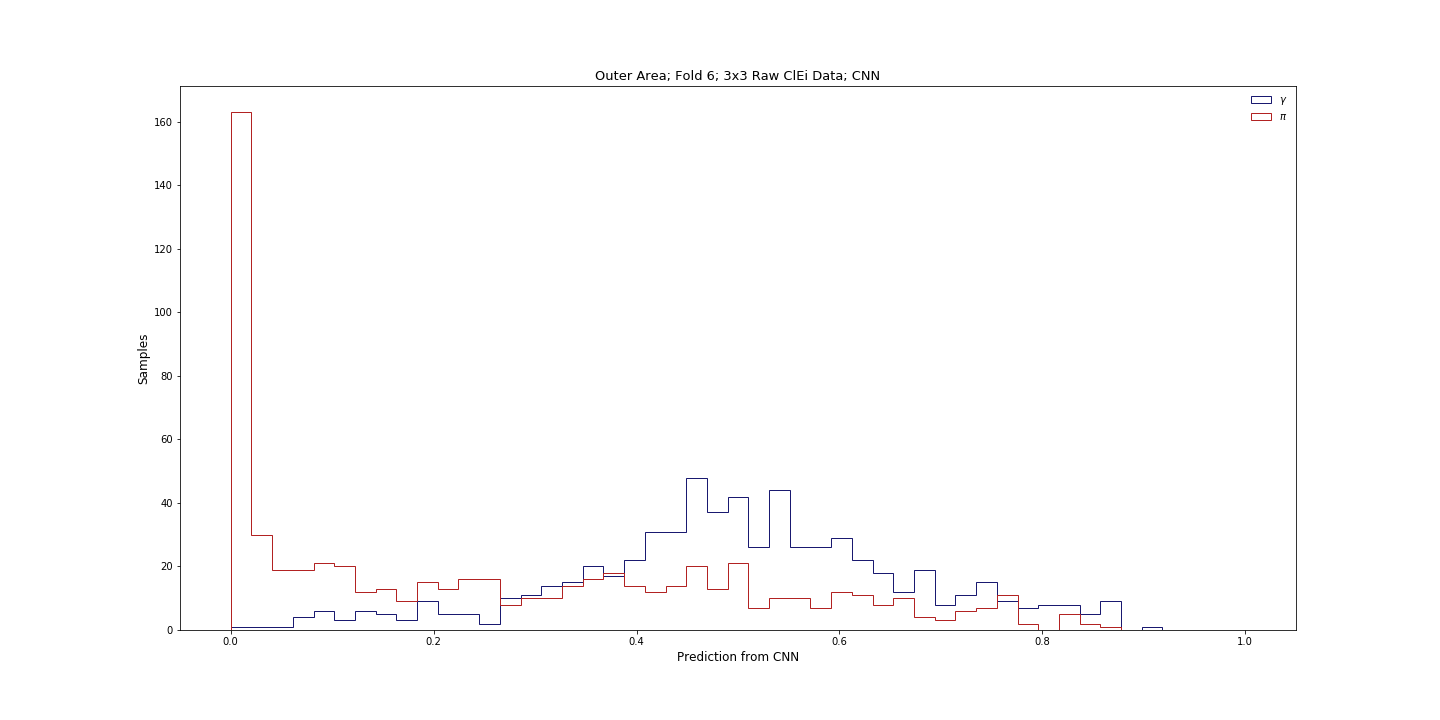 Outer Area; Fold 6; 3x3 Raw ClEi Data; CNN
γ
π
160
140
120
100
80
60
40
20
0
Samples
0.0 0.2 0.4 0.6 0.8 1.0
Prediction from CNN